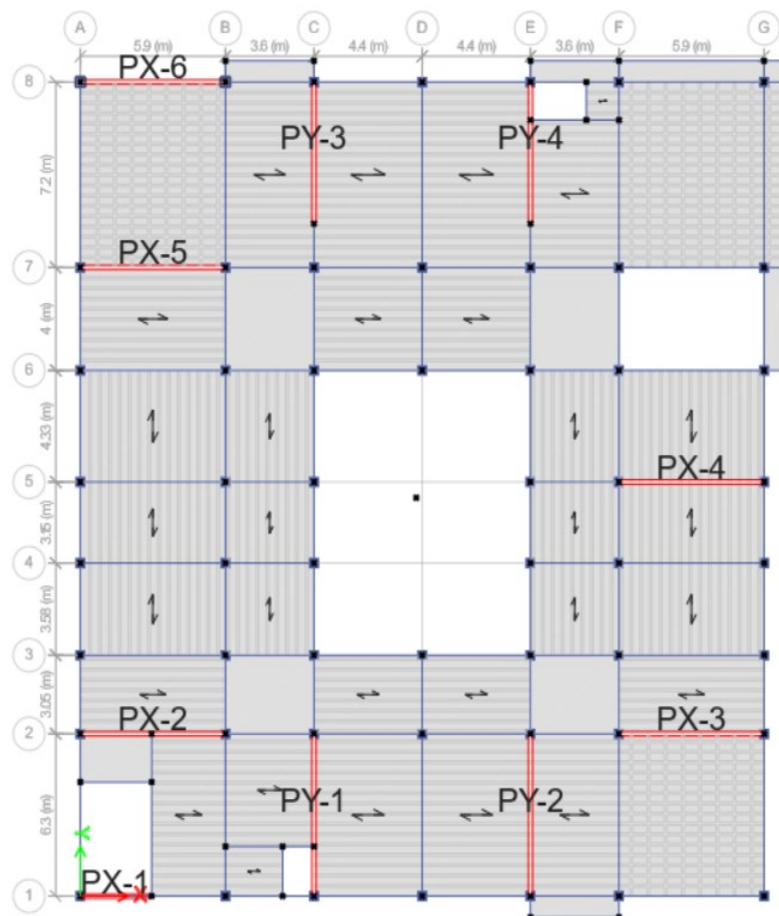 A B C D E F G
5.9 (m) 3.6 (m) 4.4 (m) 4.4 (m) 3.6 (m) 5.9 (m)
8
PX-6
PY-3 PY-4
7.2 (m)
PX-5
7
4 (m)
6
4.33 (m)
PX-4
5
3.15 (m)
4
3.58 (m)
3
3.05 (m)
PX-2 PX-3
2
6.3 (m)
PY-1 PY-2
Y
PX-1 X
1